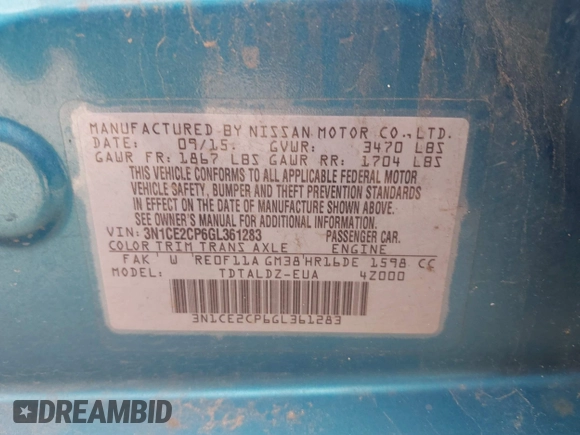 MANUFACTURED BY NISSAN MOTOR CO., LTD.
DATE: 09/15. GVWR: 3470 LBS
GAWR FR: 1867 LBS GAWR RR: 1704 LBS
THIS VEHICLE CONFORMS TO ALL APPLICABLE FEDERAL MOTOR
VEHICLE SAFETY, BUMPER AND THEFT PREVENTION STANDARDS
IN EFFECT ON THE DATE OF MANUFACTURE SHOWN ABOVE.
SEE OWNER'S MANUAL FOR ADDITIONAL INFORMATION.
VIN: 3N1CE2CP6GL361283 PASSENGER CAR.
COLOR TRIM TRANS AXLE ENGINE
FAK W RE0F11A GM38 HR16DE 1598 CC
MODEL: TDTALDZ-EUA 4Z000
3N1CE2CP6GL361283
DREAMBID